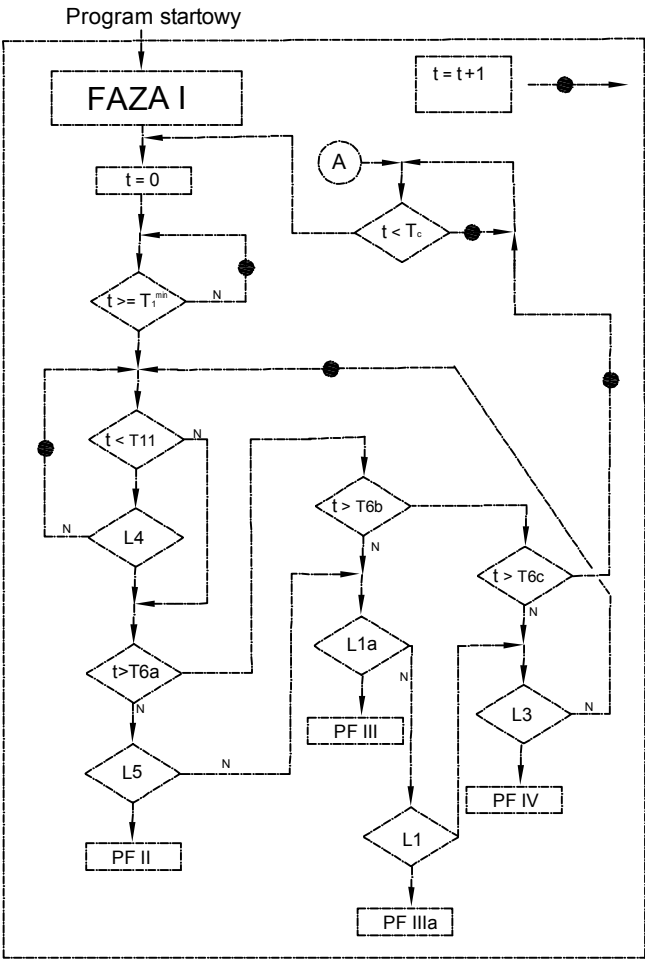 Program startowy
FAZA I
t = t+1
t = 0
A
t < Tc
t >= T1min
N
t < T11
N
t > T6b
N
L4
N
t > T6c
N
t>T6a
N
L1a
N
L3
N
PF III
L5
N
PF IV
L1
PF II
PF IIIa